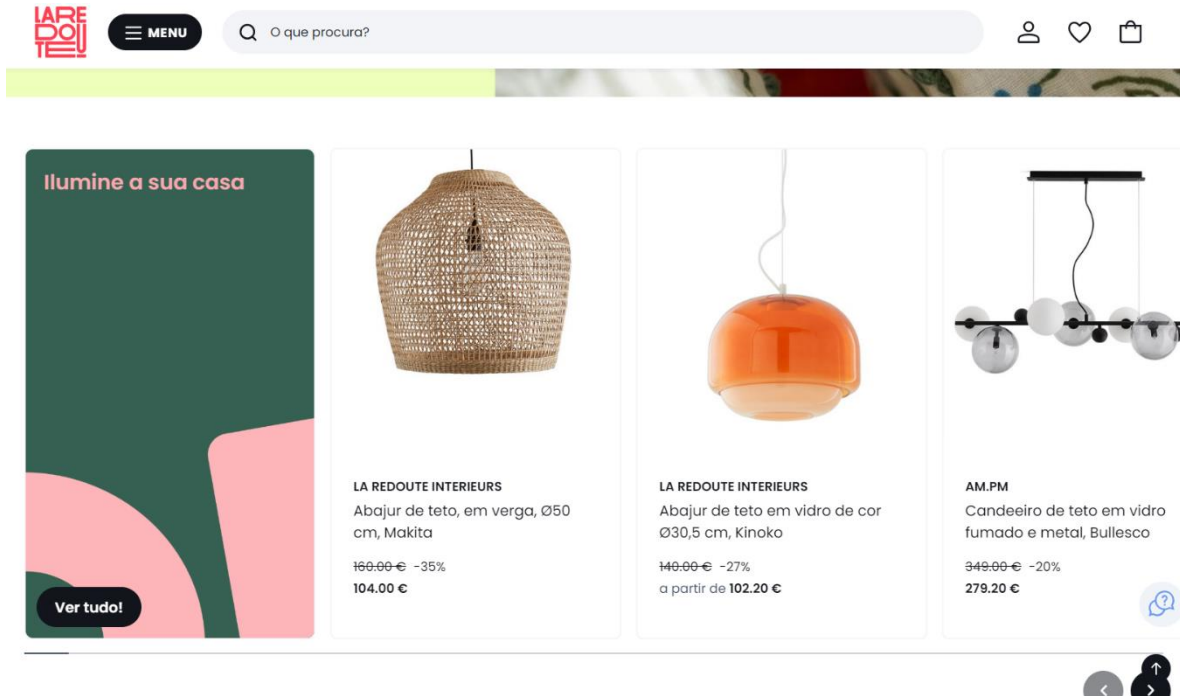 LARE
DOU
TE!
MENU
O que procura?
Ilumine a sua casa
Ver tudo!
LA REDOUTE INTERIEURS
Abajur de teto, em verga, Ø50
cm, Makita
160.00 € -35%
104.00 €
LA REDOUTE INTERIEURS
Abajur de teto em vidro de cor
Ø30,5 cm, Kinoko
140.00 € -27%
a partir de 102.20 €
AM.PM
Candeeiro de teto em vidro
fumado e metal, Bullesco
349.00 € -20%
279.20 €